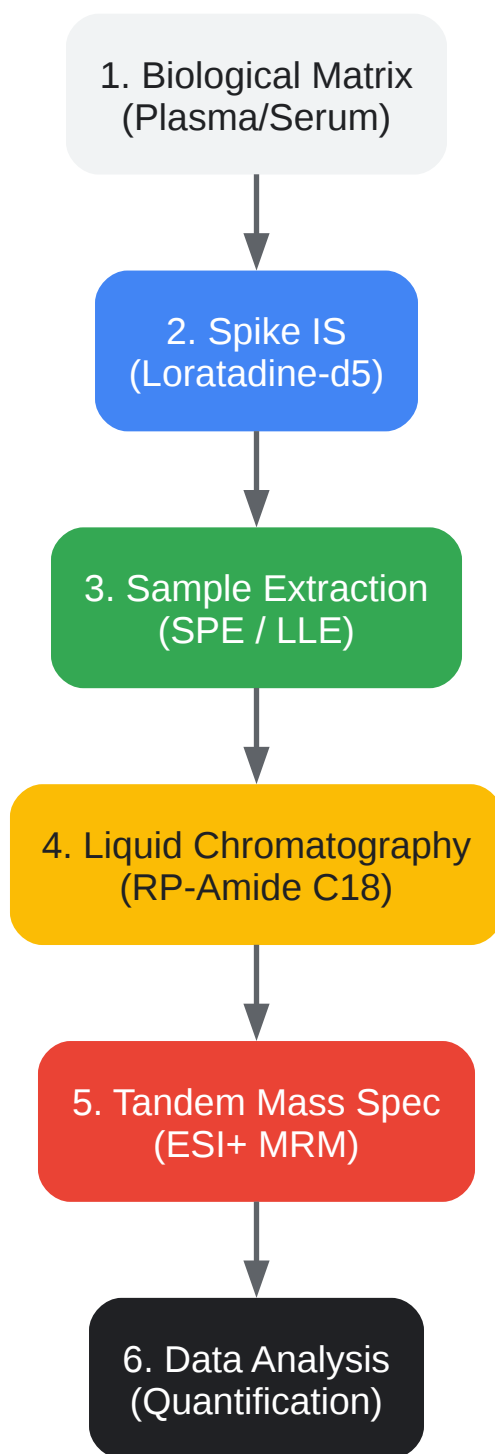 1. Biological Matrix
(Plasma/Serum)
2. Spike IS
(Loratadine-d5)
3. Sample Extraction
(SPE / LLE)
4. Liquid Chromatography
(RP-Amide C18)
5. Tandem Mass Spec
(ESI+ MRM)
6. Data Analysis
(Quantification)